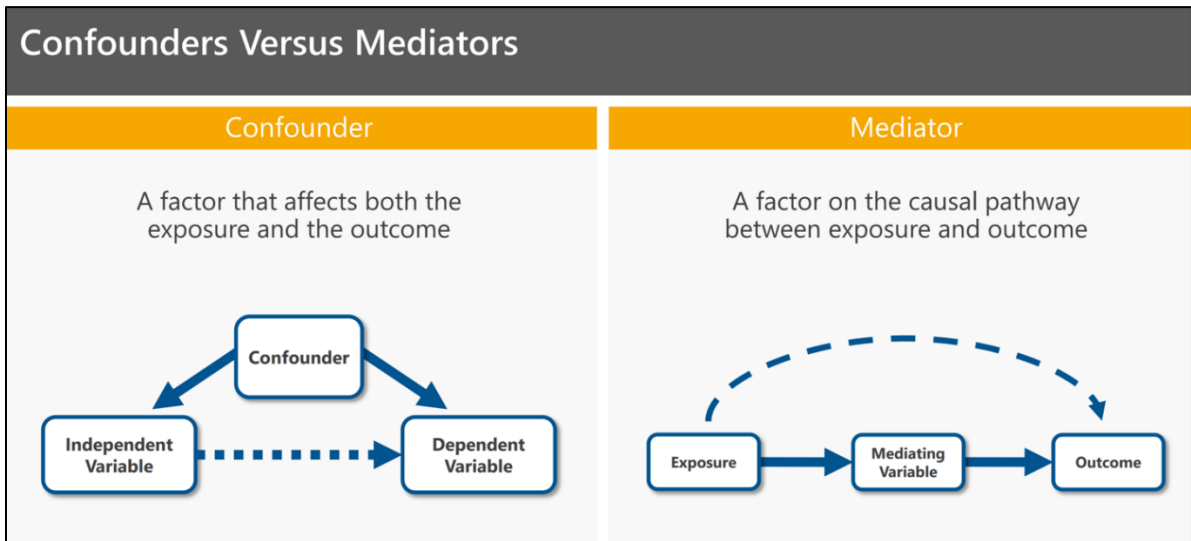 Confounders Versus Mediators
Confounder
A factor that affects both the
exposure and the outcome
Confounder
Independent
Variable
Dependent
Variable
Mediator
A factor on the causal pathway
between exposure and outcome
Exposure
Mediating
Variable
Outcome